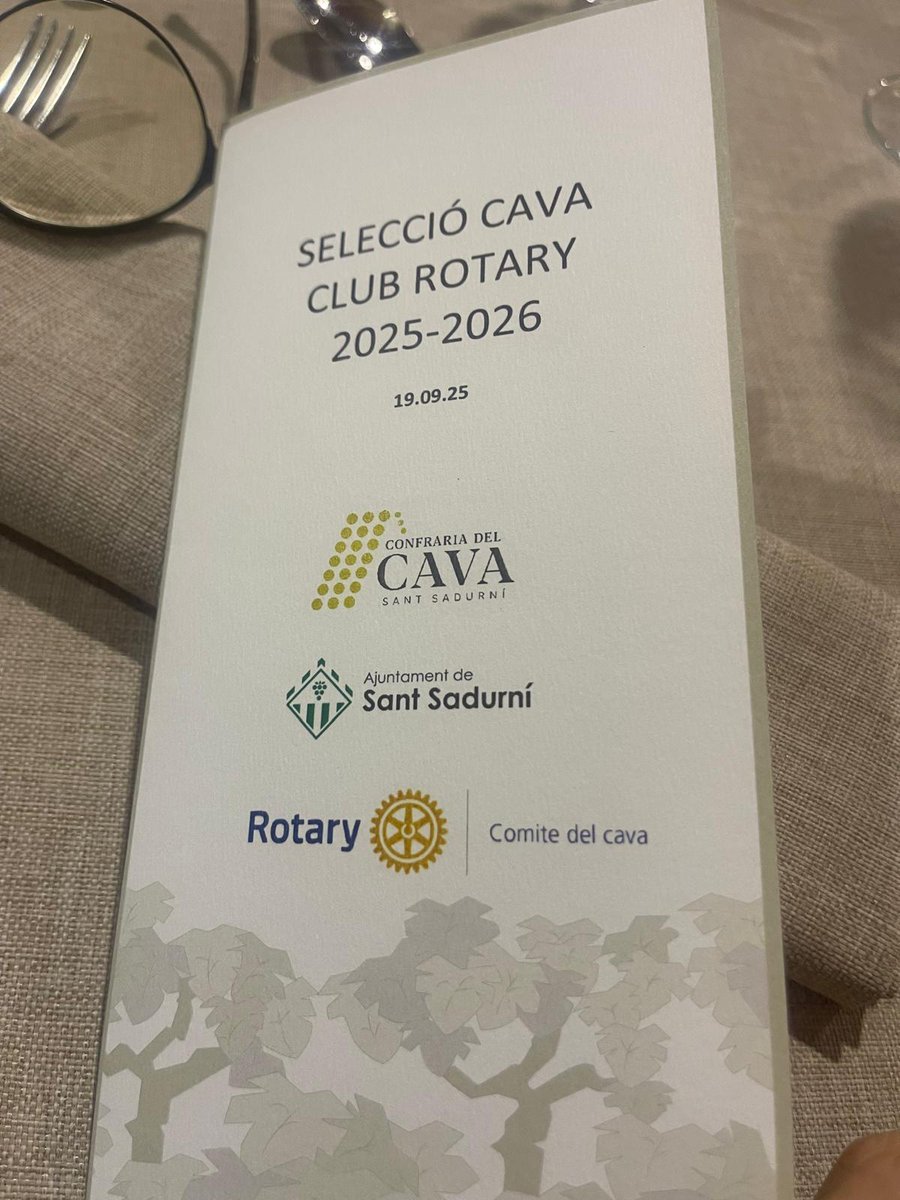 SELECCIÓ CAVA
CLUB ROTARY
2025-2026
19.09.25
CONFRARIA DEL
CAVA
SANT SADURNÍ
Ajuntament de
Sant Sadurní
Rotary
Comite del cava